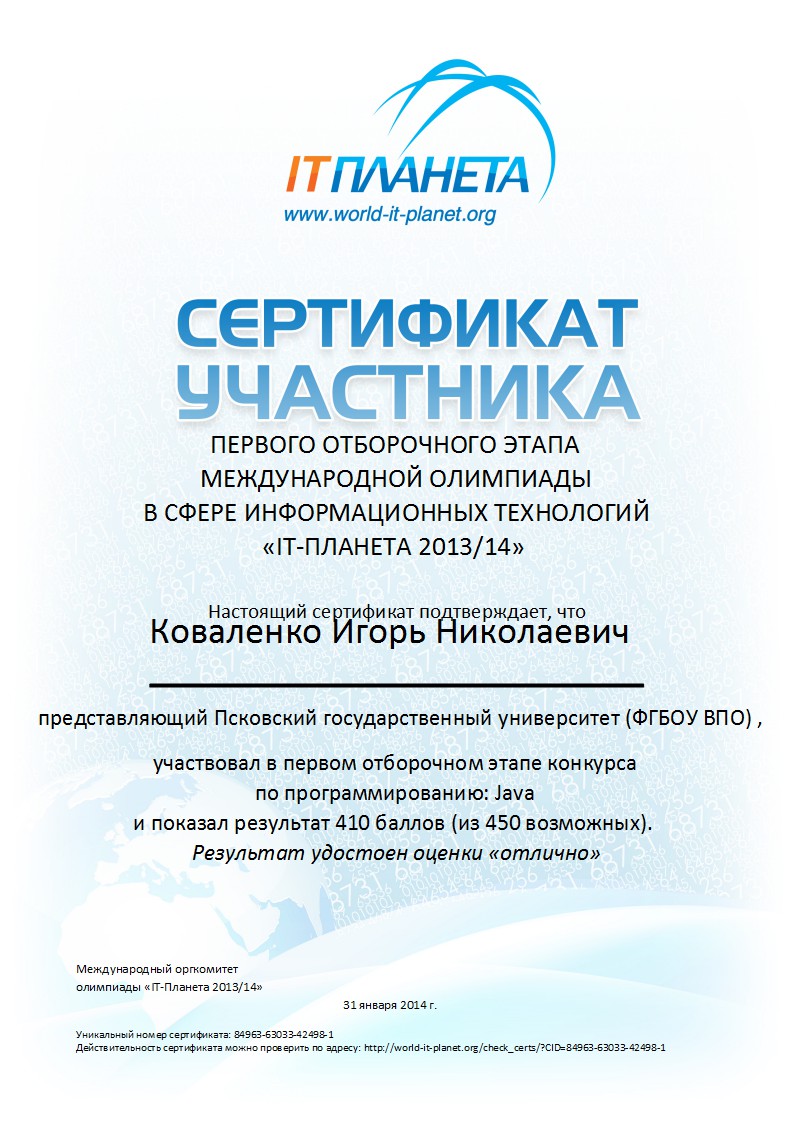 IT ПЛАНЕТА
www.world-it-planet.org
СЕРТИФИКАТ
УЧАСТНИКА
ПЕРВОГО ОТБОРОЧНОГО ЭТАПА
МЕЖДУНАРОДНОЙ ОЛИМПИАДЫ
В СФЕРЕ ИНФОРМАЦИОННЫХ ТЕХНОЛОГИЙ
«IT-ПЛАНЕТА 2013/14»
Настоящий сертификат подтверждает, что
Коваленко Игорь Николаевич
представляющий Псковский государственный университет (ФГБОУ ВПО) ,
участвовал в первом отборочном этапе конкурса
по программированию: Java
и показал результат 410 баллов (из 450 возможных).
Результат удостоен оценки «отлично»
Международный оргкомитет
олимпиады «IT-Планета 2013/14»
31 января 2014 г.
Уникальный номер сертификата: 84963-63033-42498-1
Действительность сертификата можно проверить по адресу: http://world-it-planet.org/check_certs/?CID=84963-63033-42498-1